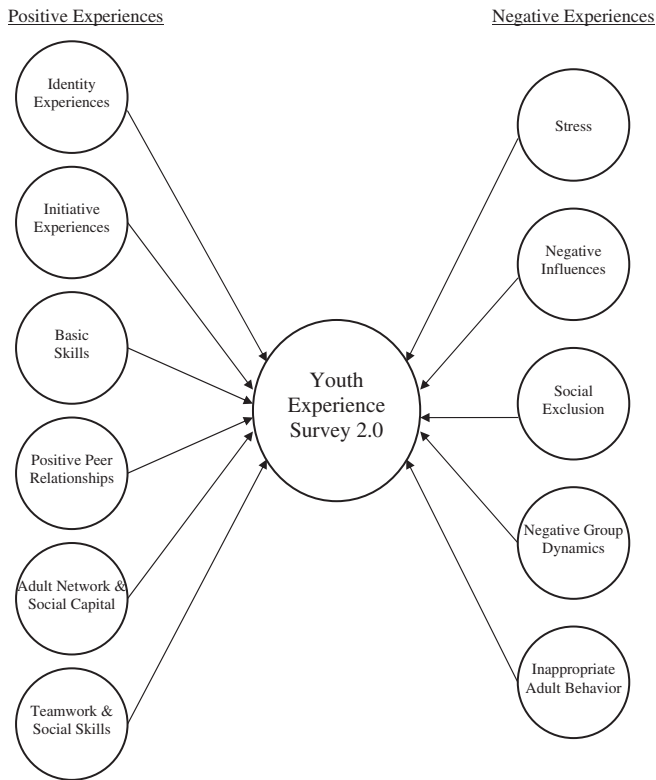 Positive Experiences
Negative Experiences
Identity
Experiences
Initiative
Experiences
Basic
Skills
Positive Peer
Relationships
Adult Network &
Social Capital
Teamwork &
Social Skills
Youth
Experience
Survey 2.0
Stress
Negative
Influences
Social
Exclusion
Negative Group
Dynamics
Inappropriate
Adult Behavior